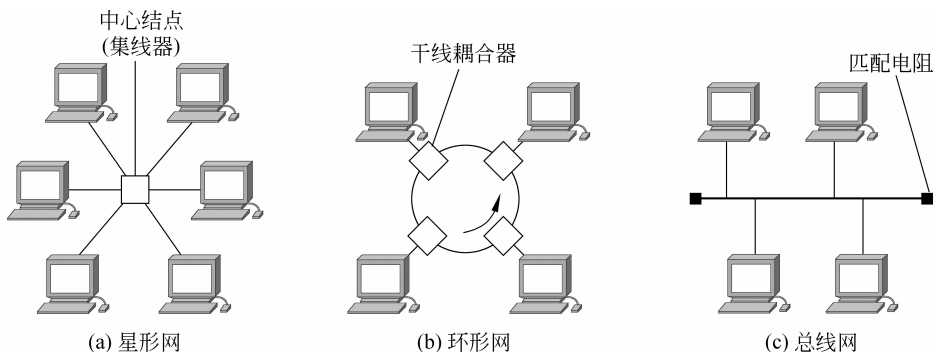 中心结点
(集线器)
干线耦合器
匹配电阻
(a) 星形网
(b) 环形网
(c) 总线网